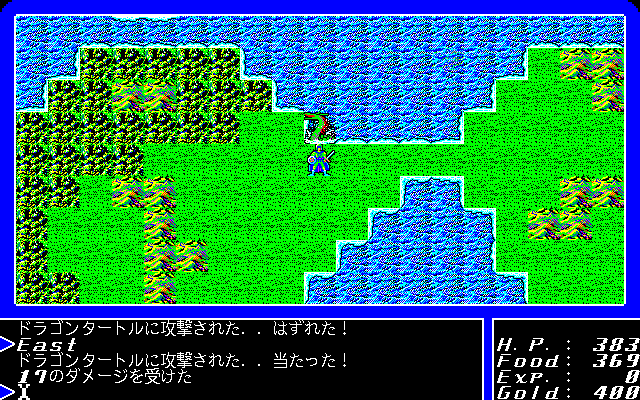 ドラゴンタートルに攻撃された．．はずれた！
East
ドラゴンタートルに攻撃された．．当たった！
17のダメージを受けた
H.P.: 383
Food: 369
Exp.: 0
Gold: 400